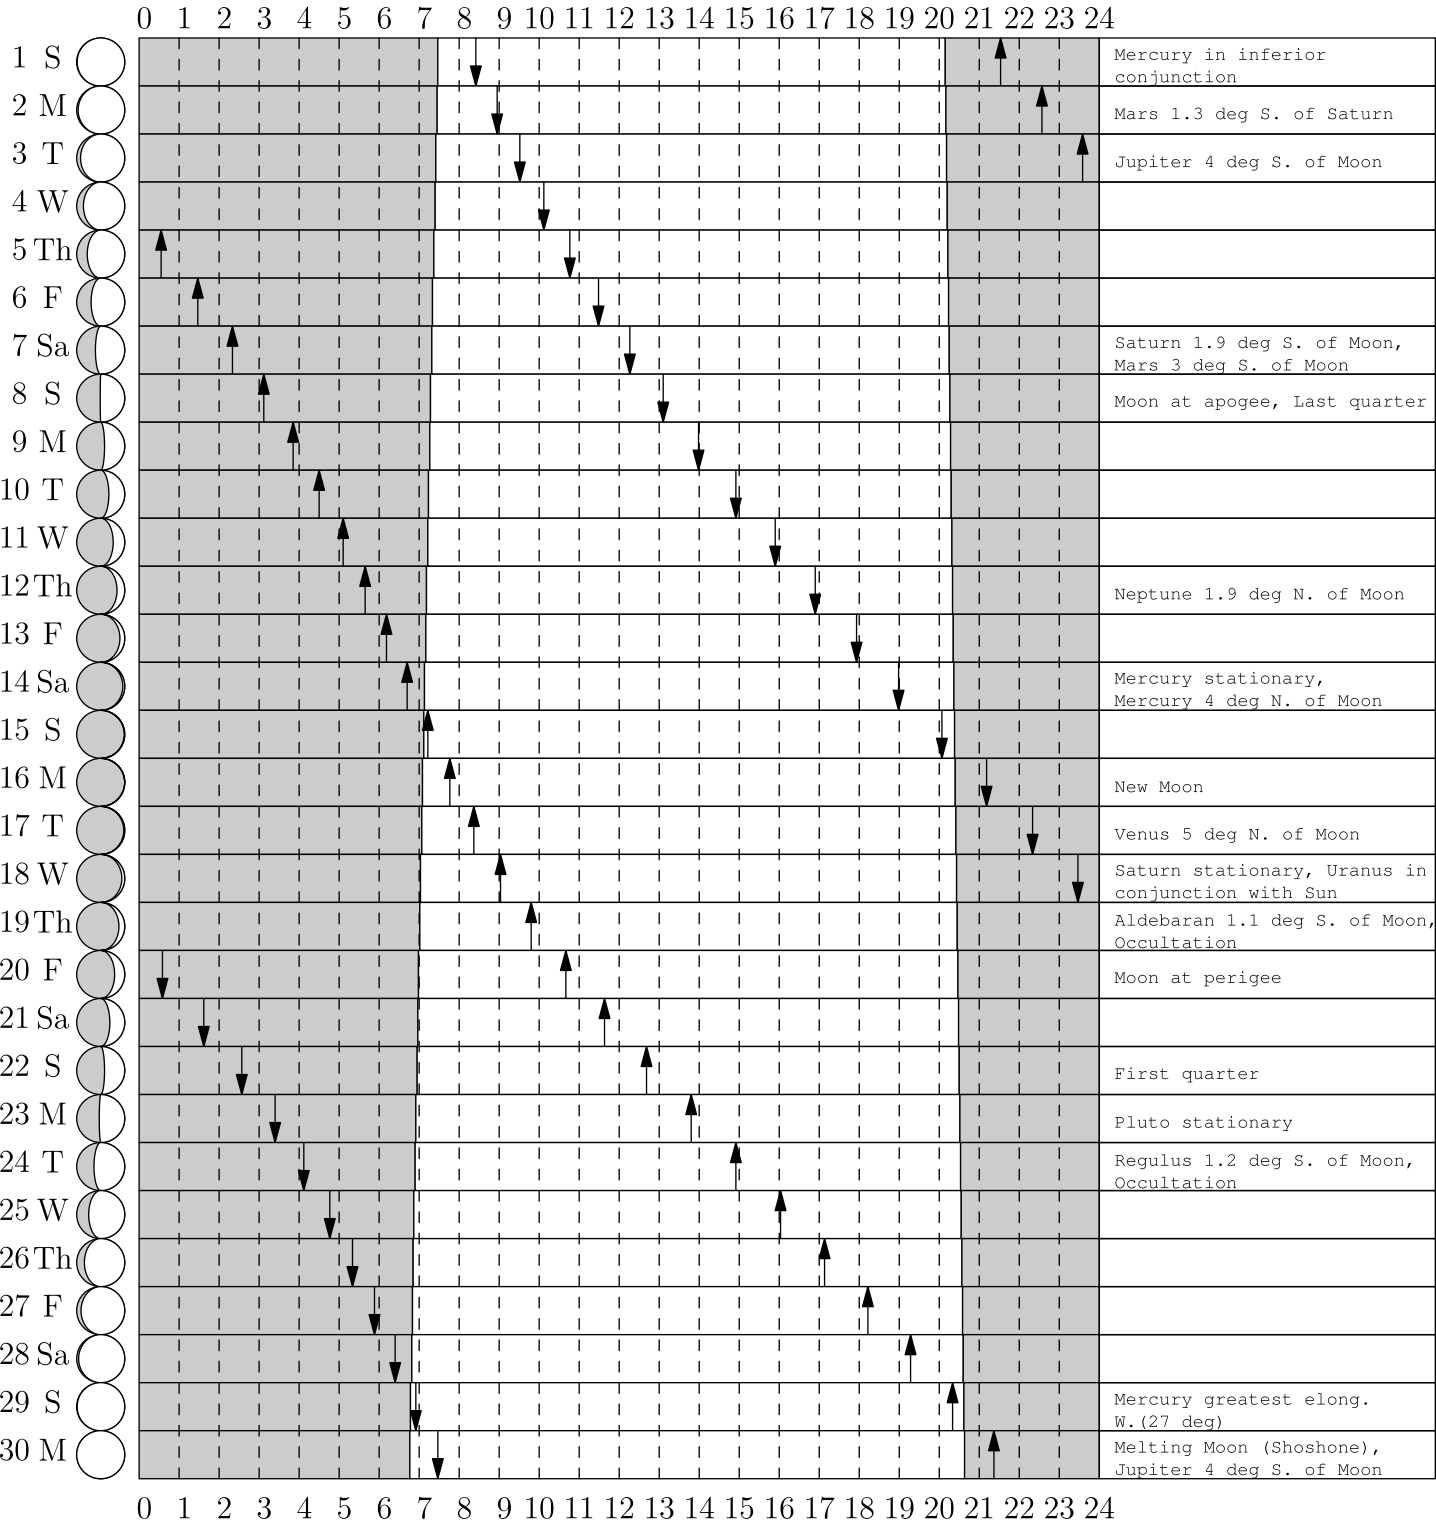 0 1 2 3 4 5 6 7 8 9 10 11 12 13 14 15 16 17 18 19 20 21 22 23 24
1 S Mercury in inferior
conjunction
2 M Mars 1.3 deg S. of Saturn
3 T Jupiter 4 deg S. of Moon
4 W
5 Th
6 F
7 Sa Saturn 1.9 deg S. of Moon,
Mars 3 deg S. of Moon
8 S Moon at apogee, Last quarter
9 M
10 T
11 W
12 Th Neptune 1.9 deg N. of Moon
13 F
14 Sa Mercury stationary,
Mercury 4 deg N. of Moon
15 S
16 M New Moon
17 T Venus 5 deg N. of Moon
18 W Saturn stationary, Uranus in
conjunction with Sun
19 Th Aldebaran 1.1 deg S. of Moon,
Occultation
20 F Moon at perigee
21 Sa
22 S First quarter
23 M Pluto stationary
24 T Regulus 1.2 deg S. of Moon,
Occultation
25 W
26 Th
27 F
28 Sa
29 S Mercury greatest elong.
W.(27 deg)
30 M Melting Moon (Shoshone),
Jupiter 4 deg S. of Moon
0 1 2 3 4 5 6 7 8 9 10 11 12 13 14 15 16 17 18 19 20 21 22 23 24